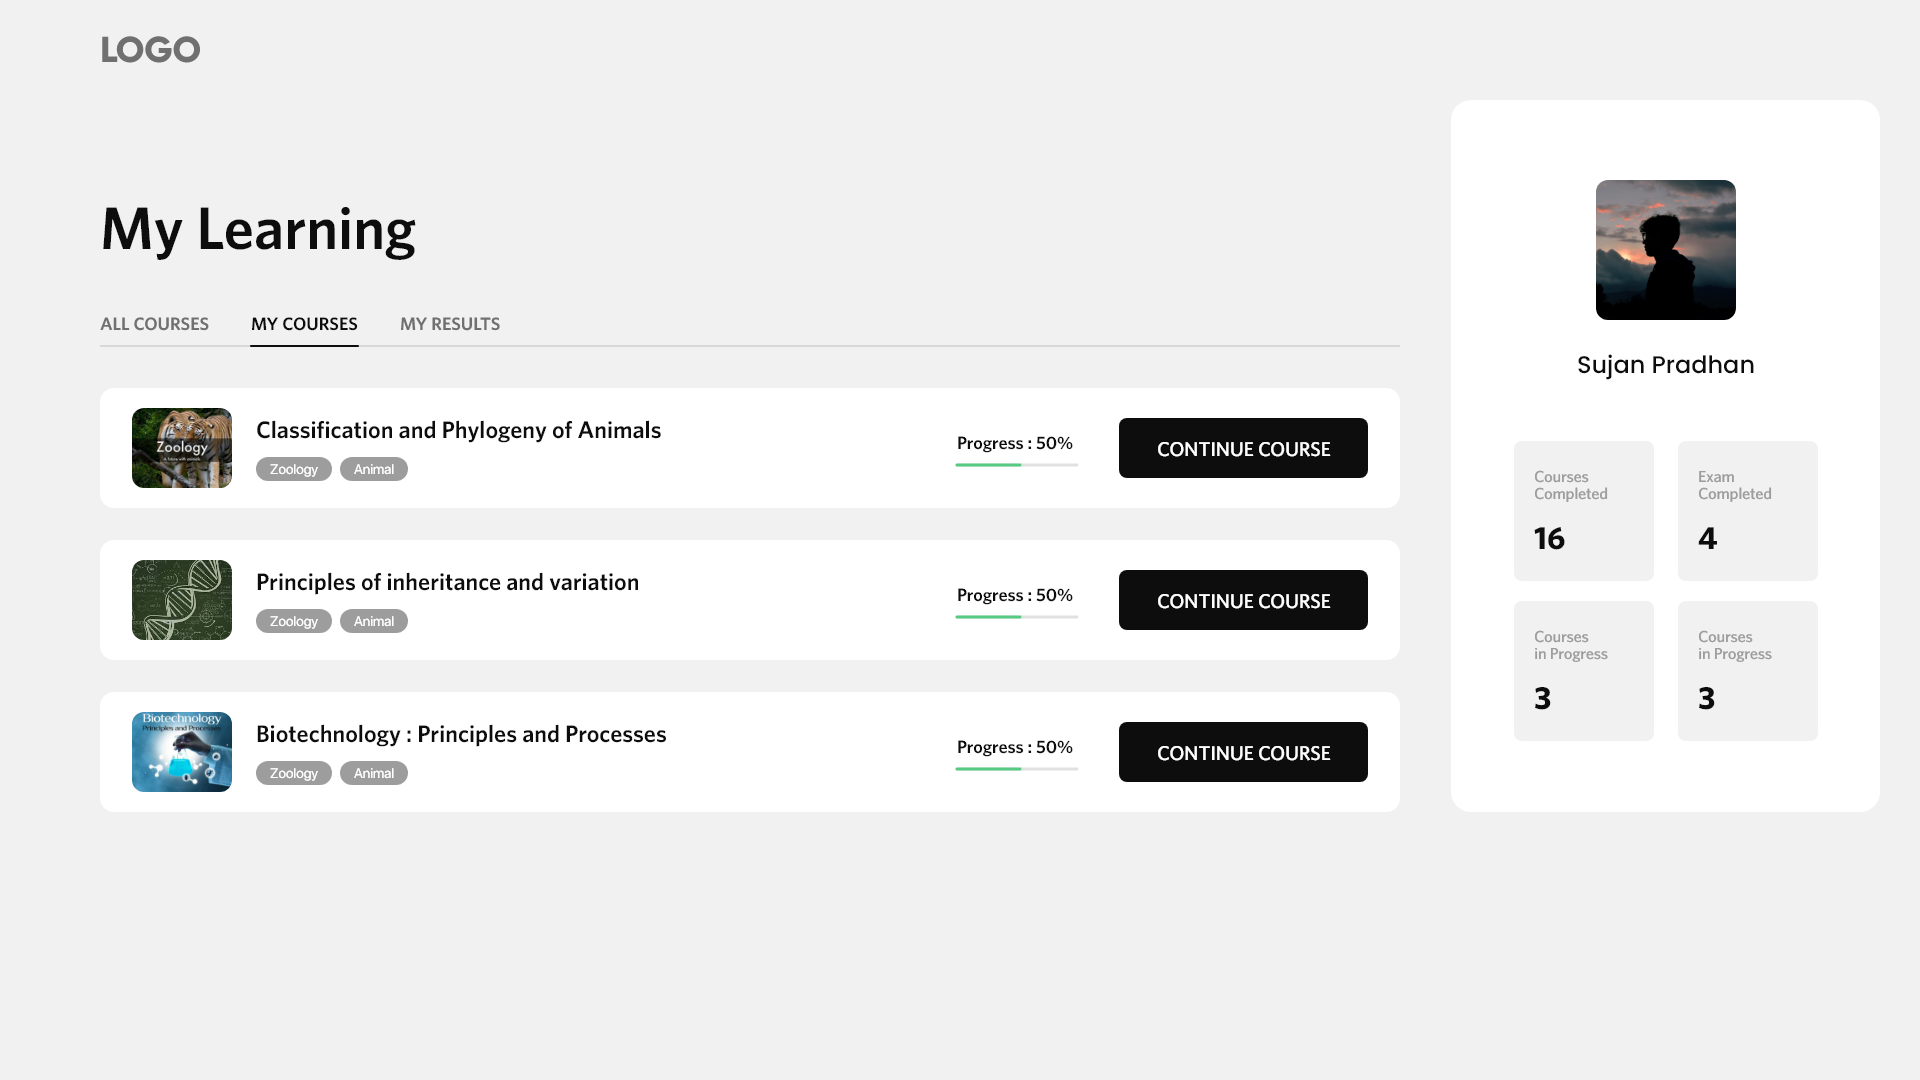 LOGO
My Learning
ALL COURSES
MY COURSES
MY RESULTS
Zoology
Classification and Phylogeny of Animals
Zoology
Animal
Progress : 50%
CONTINUE COURSE
Principles of inheritance and variation
Zoology
Animal
Progress : 50%
CONTINUE COURSE
Biotechnology
Principles and Processes
Biotechnology : Principles and Processes
Zoology
Animal
Progress : 50%
CONTINUE COURSE
Sujan Pradhan
Courses
Completed
16
Exam
Completed
4
Courses
in Progress
3
Courses
in Progress
3